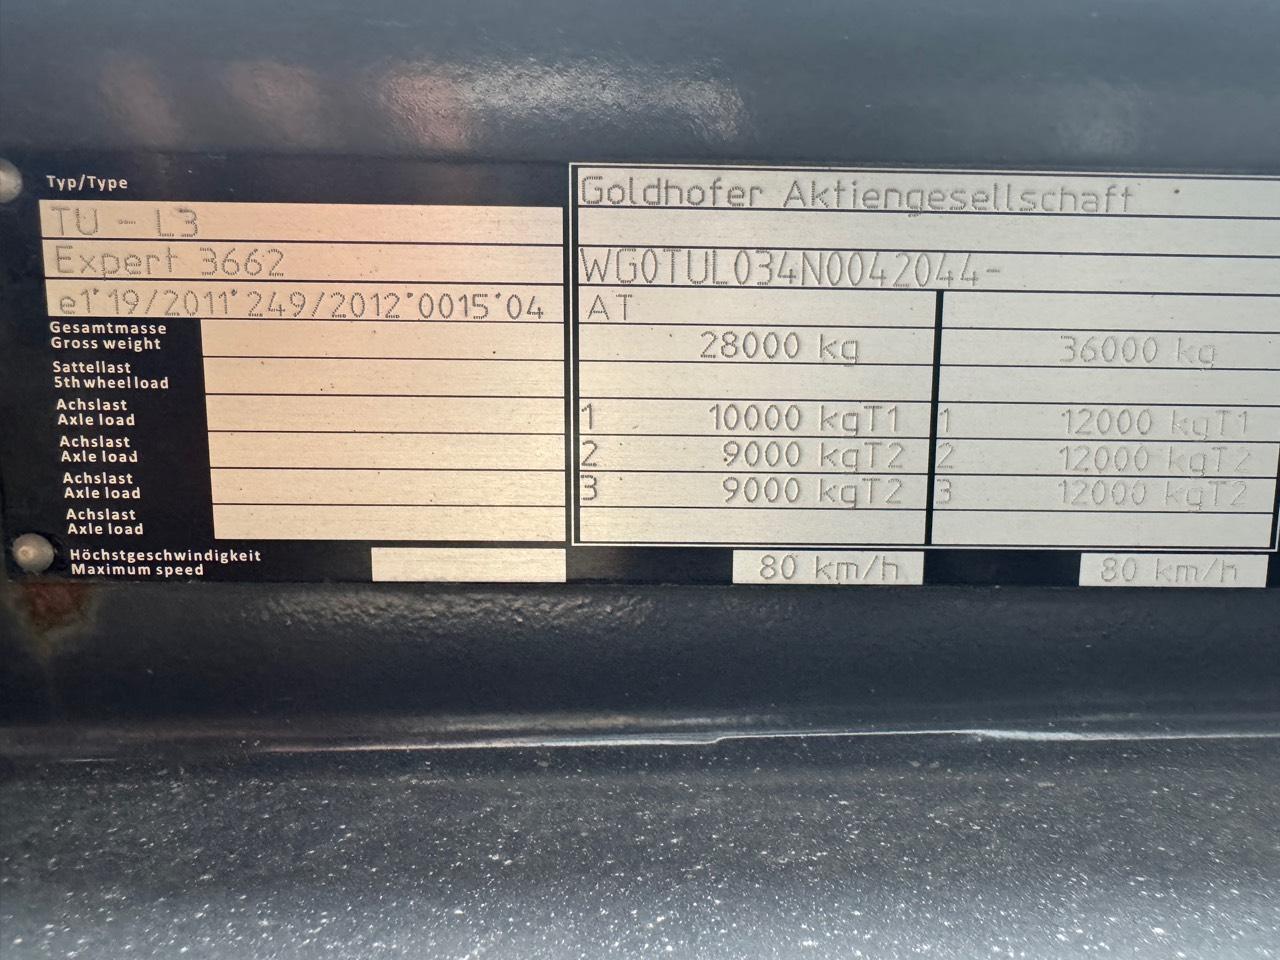 Typ/Type
TU - L3
Expert 3662
e1*19/2011*249/2012*0015*04
Goldhofer Aktiengesellschaft
WG0TUL034N0042044-
AT
Gesamtmasse
Gross weight
28000 kg 36000 kg
Sattellast
5th wheel load
Achslast
Axle load
1 10000 kgT1 1 12000 kgT1
Achslast
Axle load
2 9000 kgT2 2 12000 kgT2
Achslast
Axle load
3 9000 kgT2 3 12000 kgT2
Achslast
Axle load
Höchstgeschwindigkeit
Maximum speed
80 km/h 80 km/h